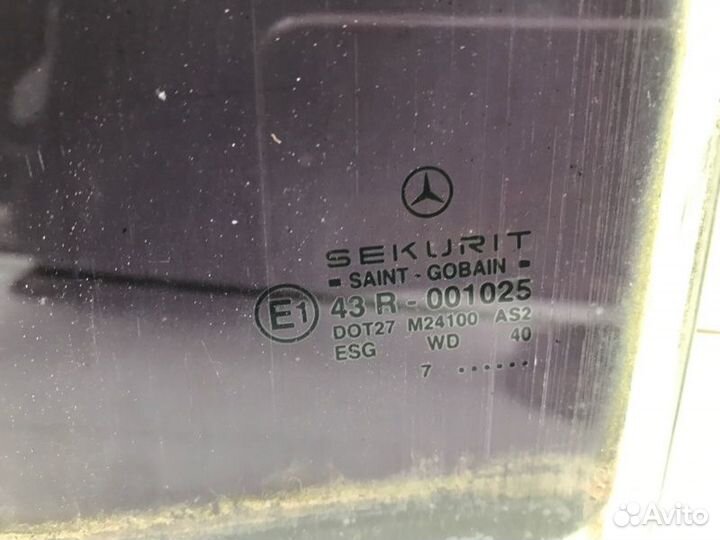 SEKURIT
SAINT - GOBAIN
E1 43 R - 001025
DOT27 M24100 AS2
ESG WD 40
7 ......
Avito